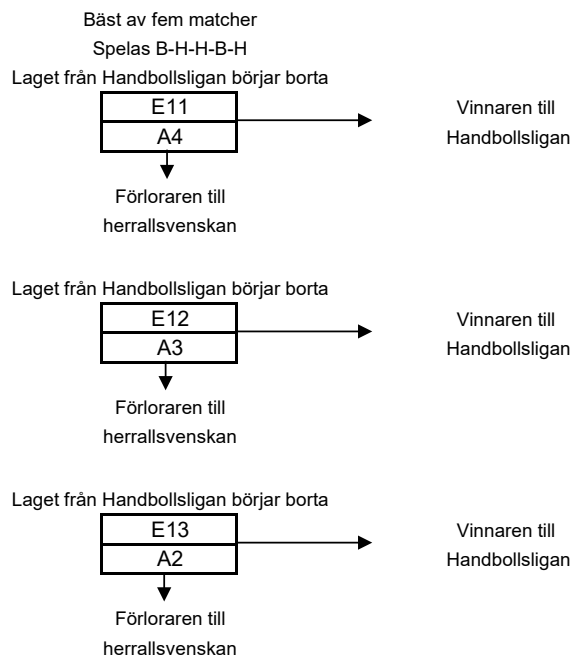 Bäst av fem matcher
Spelas B-H-H-B-H
Laget från Handbollsligan börjar borta
E11
A4
Vinnaren till
Handbollsligan
Förloraren till
herrallsvenskan
Laget från Handbollsligan börjar borta
E12
A3
Vinnaren till
Handbollsligan
Förloraren till
herrallsvenskan
Laget från Handbollsligan börjar borta
E13
A2
Vinnaren till
Handbollsligan
Förloraren till
herrallsvenskan